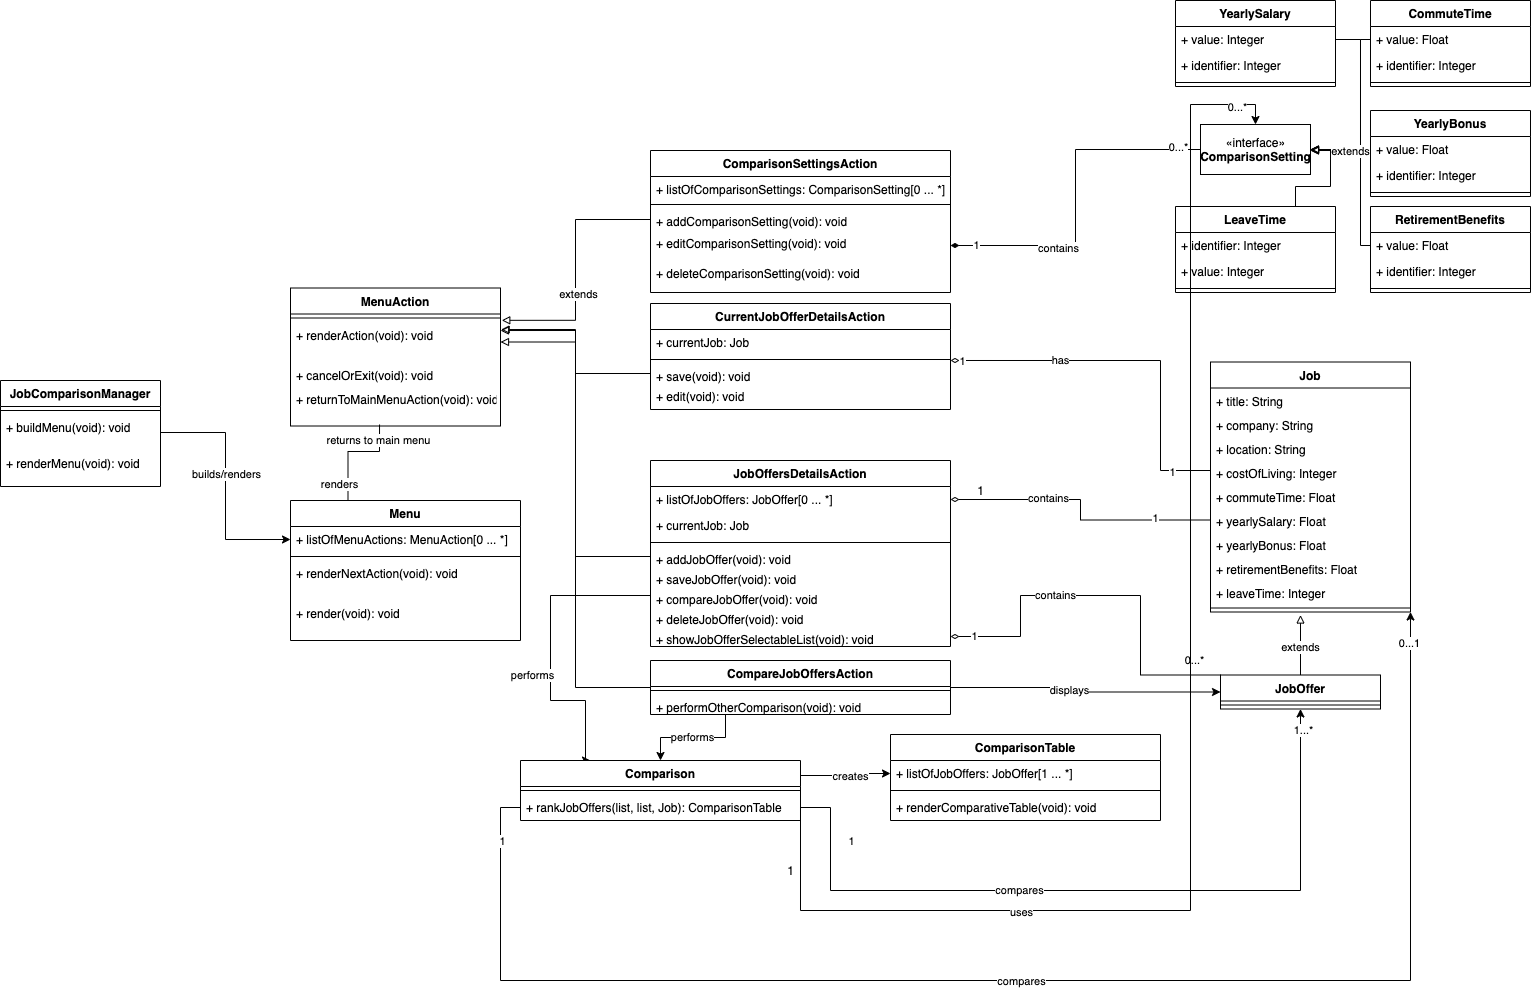 YearlySalary
+ value: Integer
+ identifier: Integer
CommuteTime
+ value: Float
+ identifier: Integer
0...*
«interface»
ComparisonSetting
extends
0...*
YearlyBonus
+ value: Float
+ identifier: Integer
LeaveTime
+ identifier: Integer
+ value: Integer
RetirementBenefits
+ value: Float
+ identifier: Integer
ComparisonSettingsAction
+ listOfComparisonSettings: ComparisonSetting[0 ... *]
+ addComparisonSetting(void): void
+ editComparisonSetting(void): void
+ deleteComparisonSetting(void): void
1
contains
extends
MenuAction
+ renderAction(void): void
+ cancelOrExit(void): void
+ returnToMainMenuAction(void): void
CurrentJobOfferDetailsAction
+ currentJob: Job
+ save(void): void
+ edit(void): void
1
has
1
Job
+ title: String
+ company: String
+ location: String
+ costOfLiving: Integer
+ commuteTime: Float
+ yearlySalary: Float
+ yearlyBonus: Float
+ retirementBenefits: Float
+ leaveTime: Integer
JobComparisonManager
+ buildMenu(void): void
+ renderMenu(void): void
builds/renders
returns to main menu
renders
Menu
+ listOfMenuActions: MenuAction[0 ... *]
+ renderNextAction(void): void
+ render(void): void
JobOffersDetailsAction
+ listOfJobOffers: JobOffer[0 ... *]
+ currentJob: Job
+ addJobOffer(void): void
+ saveJobOffer(void): void
+ compareJobOffer(void): void
+ deleteJobOffer(void): void
+ showJobOfferSelectableList(void): void
1
contains
1
contains
1
0...*
extends
0...1
JobOffer
performs
CompareJobOffersAction
+ performOtherComparison(void): void
displays
performs
1...*
Comparison
+ rankJobOffers(list, list, Job): ComparisonTable
creates
ComparisonTable
+ listOfJobOffers: JobOffer[1 ... *]
+ renderComparativeTable(void): void
1
1
1
compares
uses
compares